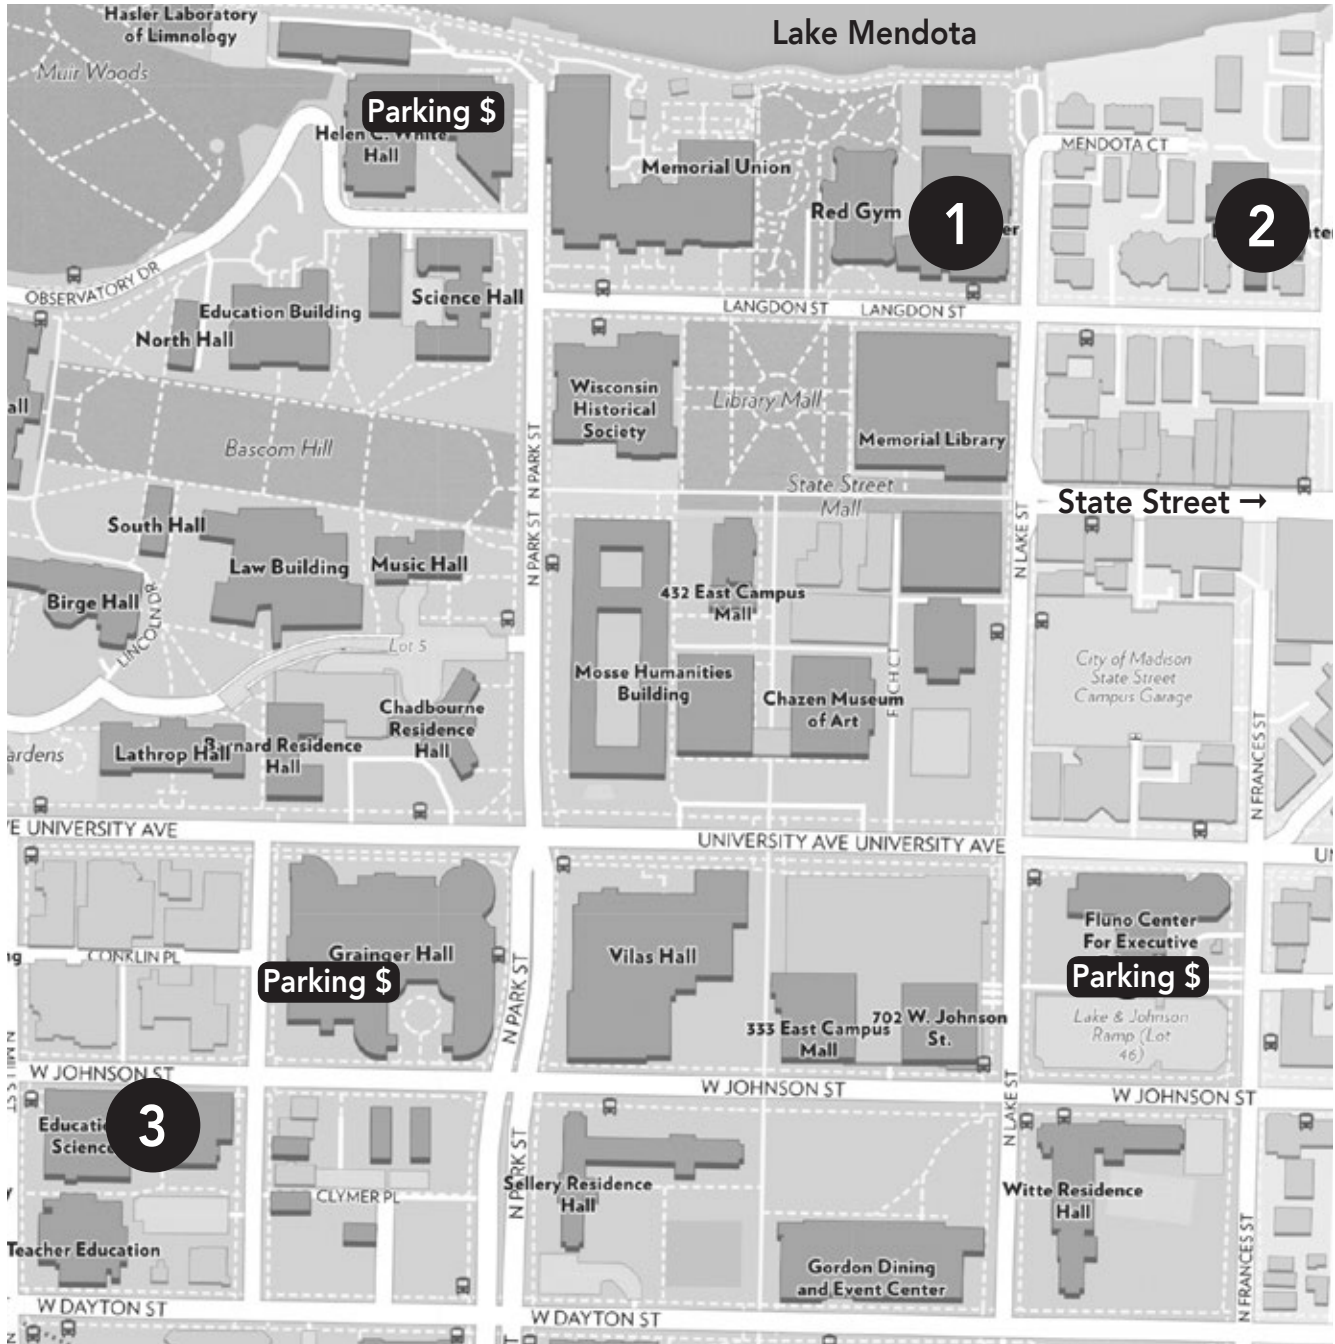 Hasler Laboratory
of Limnology
Lake Mendota
Muir Woods
Parking $
Helen C. White
Hall
MENDOTA CT
Memorial Union
Red Gym
1
2
OBSERVATORY DR
Science Hall
Education Building
North Hall
LANGDON ST
LANGDON ST
Wisconsin
Historical
Society
Library Mall
Memorial Library
all
Bascom Hill
N PARK ST
N PARK ST
State Street
Mall
State Street →
South Hall
Law Building
Music Hall
N LAKE ST
Birge Hall
LINCOLN DR
432 East Campus
Mall
Lot 5
City of Madison
State Street
Campus Garage
Mosse Humanities
Building
Chazen Museum
of Art
Chadbourne
Residence
Hall
N FRANCES ST
Lathrop Hall
Residence
Hall
UNIVERSITY AVE
UNIVERSITY AVE
UNIVERSITY AVE
Fluno Center
For Executive
Parking $
Grainger Hall
Parking $
Vilas Hall
CONKLIN PL
N PARK ST
Lake & Johnson
Ramp (Lot
46)
333 East Campus
Mall
702 W. Johnson
St.
N MILLS ST
W JOHNSON ST
W JOHNSON ST
W JOHNSON ST
N LAKE ST
3
Science
N PARK ST
CLYMER PL
Sellery Residence
Hall
Witte Residence
Hall
Teacher Education
Gordon Dining
and Event Center
N FRANCES ST
W DAYTON ST
W DAYTON ST